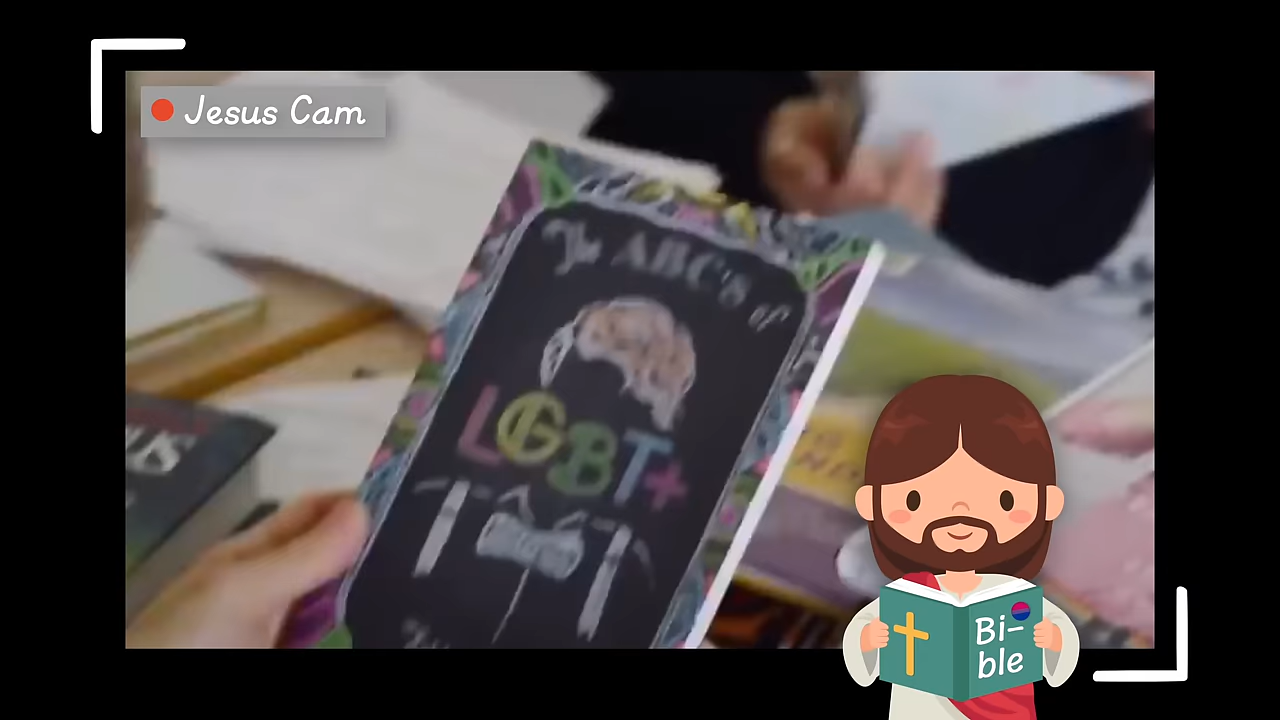 Jesus Cam
The ABC's of
LGBT+
Bi-
ble